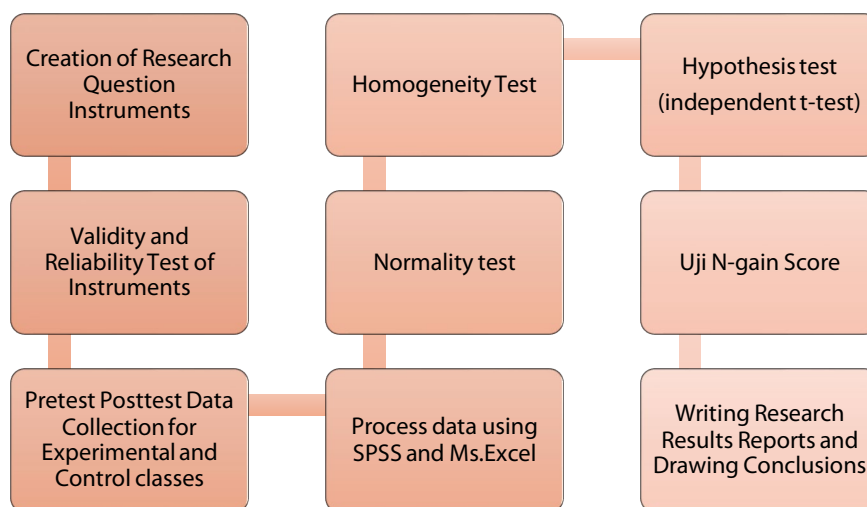 Creation of Research
Question
Instruments
Validity and
Reliability Test of
Instruments
Pretest Posttest Data
Collection for
Experimental and
Control classes
Process data using
SPSS and Ms.Excel
Normality test
Homogeneity Test
Hypothesis test
(independent t-test)
Uji N-gain Score
Writing Research
Results Reports and
Drawing Conclusions